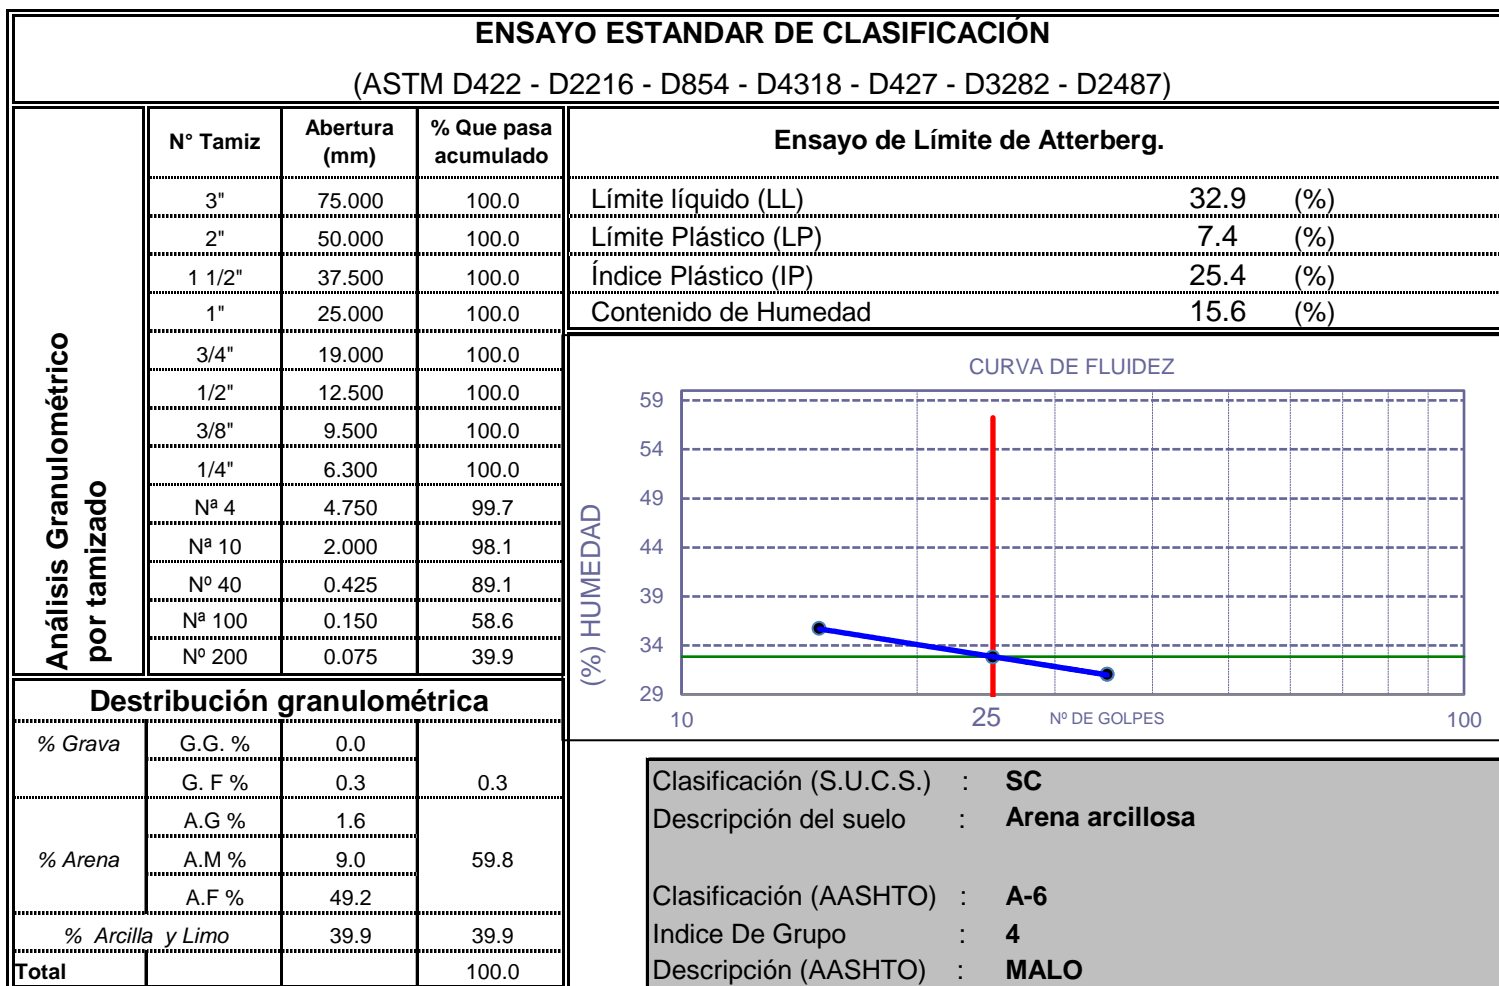 ENSAYO ESTANDAR DE CLASIFICACIÓN
(ASTM D422 - D2216 - D854 - D4318 - D427 - D3282 - D2487)
Análisis Granulométrico
por tamizado
N° Tamiz Abertura (mm) % Que pasa acumulado
3" 75.000 100.0
2" 50.000 100.0
1 1/2" 37.500 100.0
1" 25.000 100.0
3/4" 19.000 100.0
1/2" 12.500 100.0
3/8" 9.500 100.0
1/4" 6.300 100.0
Nª 4 4.750 99.7
Nª 10 2.000 98.1
Nº 40 0.425 89.1
Nª 100 0.150 58.6
Nº 200 0.075 39.9
Ensayo de Límite de Atterberg.
Límite líquido (LL) 32.9 (%)
Límite Plástico (LP) 7.4 (%)
Índice Plástico (IP) 25.4 (%)
Contenido de Humedad 15.6 (%)
CURVA DE FLUIDEZ
(%) HUMEDAD
59
54
49
44
39
34
29
10 25 Nº DE GOLPES 100
Destribución granulométrica
% Grava G.G. % 0.0
G. F % 0.3 0.3
A.G % 1.6
% Arena A.M % 9.0 59.8
A.F % 49.2
% Arcilla y Limo 39.9 39.9
Total 100.0
Clasificación (S.U.C.S.) : SC
Descripción del suelo : Arena arcillosa
Clasificación (AASHTO) : A-6
Indice De Grupo : 4
Descripción (AASHTO) : MALO